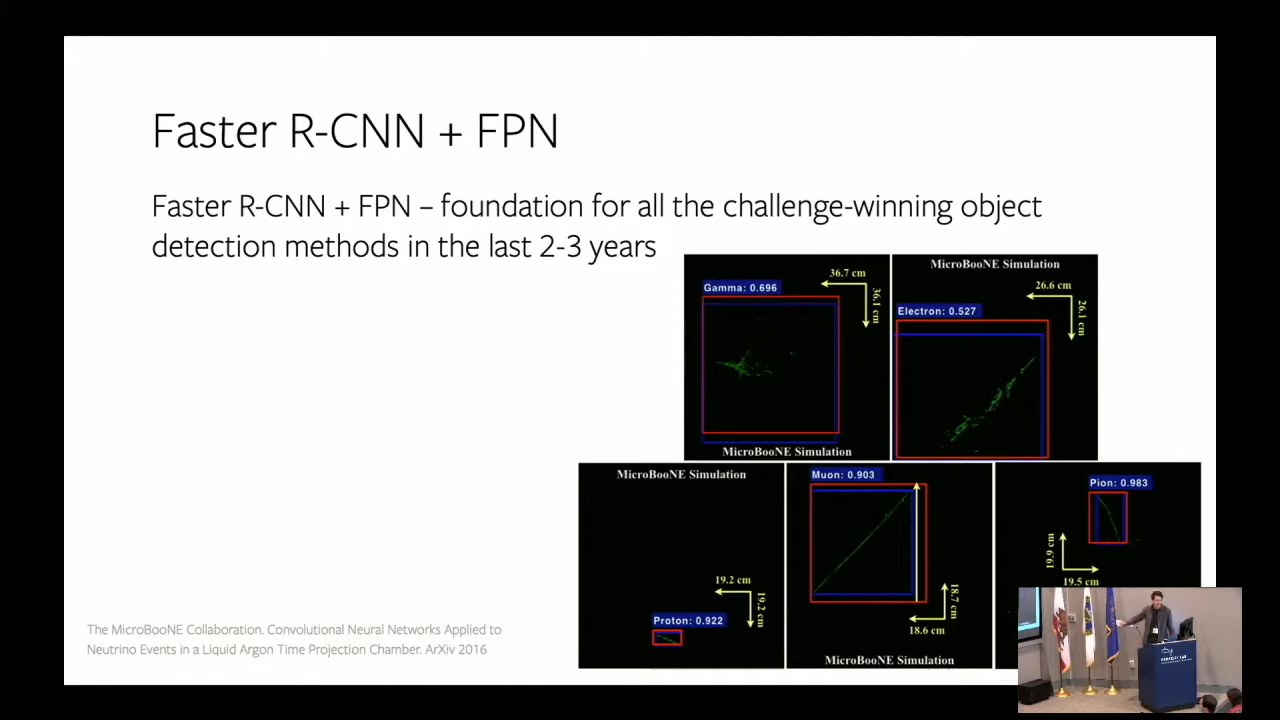 Faster R-CNN + FPN
Faster R-CNN + FPN – foundation for all the challenge-winning object
detection methods in the last 2-3 years
Gamma: 0.696
36.7 cm
36.1 cm
MicroBooNE Simulation
MicroBooNE Simulation
26.6 cm
26.1 cm
Electron: 0.527
MicroBooNE Simulation
19.2 cm
19.2 cm
Proton: 0.922
Muon: 0.903
18.7 cm
18.6 cm
MicroBooNE Simulation
Pion: 0.983
19.9 cm
19.5 cm
The MicroBooNE Collaboration. Convolutional Neural Networks Applied to
Neutrino Events in a Liquid Argon Time Projection Chamber. ArXiv 2016
BERKELEY LAB